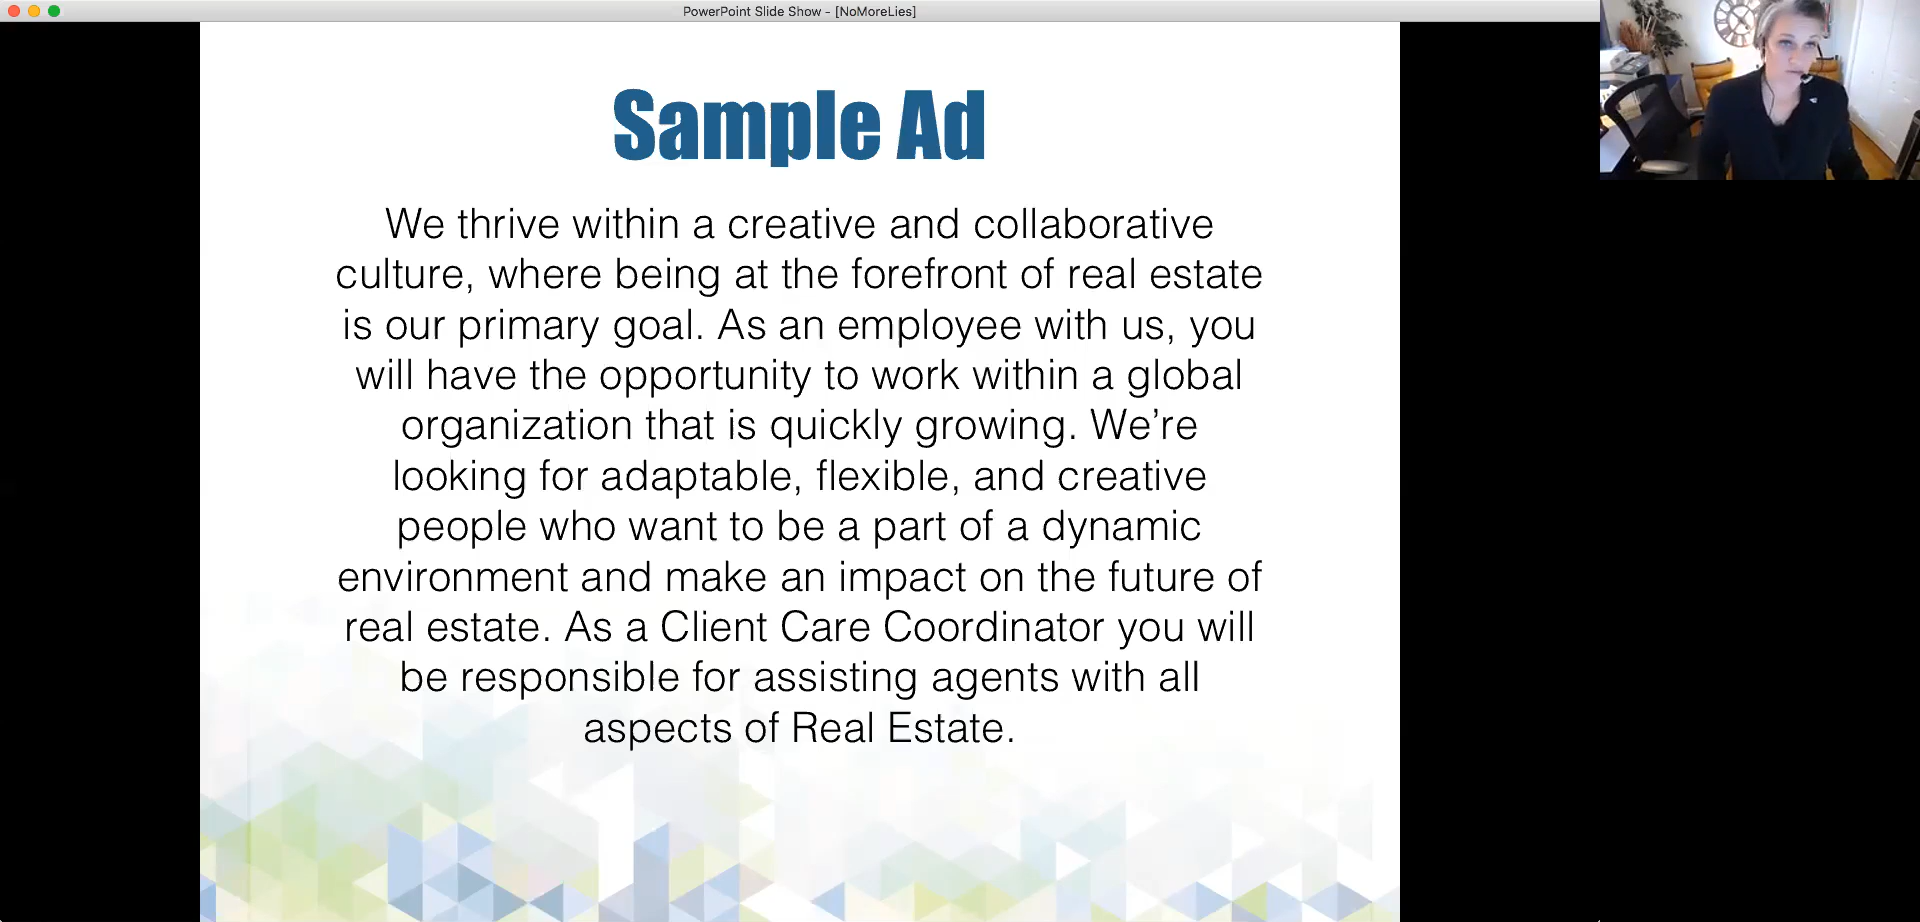 PowerPoint Slide Show - [NoMoreLies]
Sample Ad
We thrive within a creative and collaborative
culture, where being at the forefront of real estate
is our primary goal. As an employee with us, you
will have the opportunity to work within a global
organization that is quickly growing. We’re
looking for adaptable, flexible, and creative
people who want to be a part of a dynamic
environment and make an impact on the future of
real estate. As a Client Care Coordinator you will
be responsible for assisting agents with all
aspects of Real Estate.